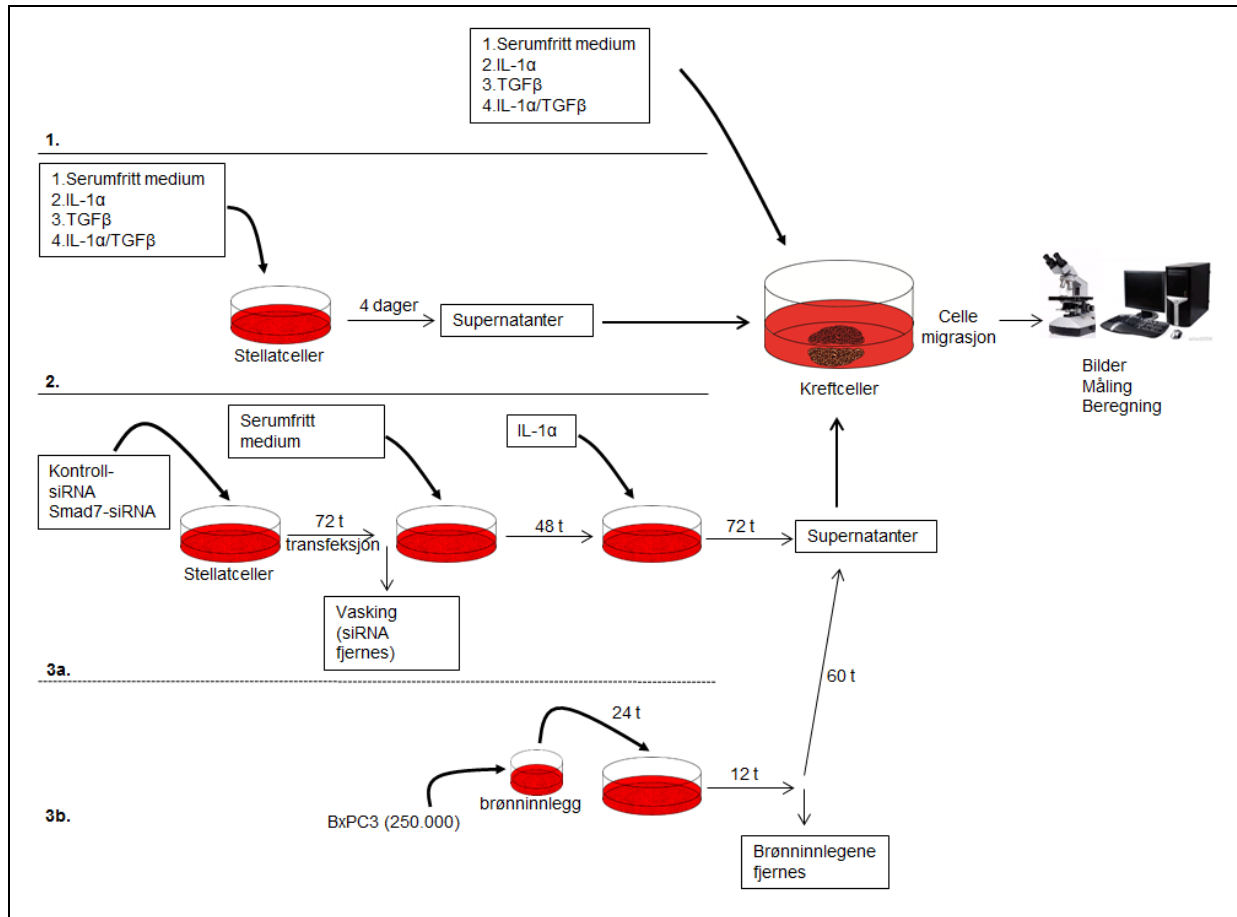 1.Serumfritt medium
2.IL-1α
3.TGFβ
4.IL-1α/TGFβ
1.
1.Serumfritt medium
2.IL-1α
3.TGFβ
4.IL-1α/TGFβ
4 dager
Supernatanter
Stellatceller
Kreftceller
Celle
migrasjon
Bilder
Måling
Beregning
2.
Serumfritt
medium
IL-1α
Kontroll-
siRNA
Smad7-siRNA
72 t
transfeksjon
48 t
72 t
Supernatanter
Stellatceller
Vasking
(siRNA
fjernes)
3a.
60 t
24 t
12 t
brønninnlegg
BxPC3 (250.000)
3b.
Brønninnlegene
fjernes